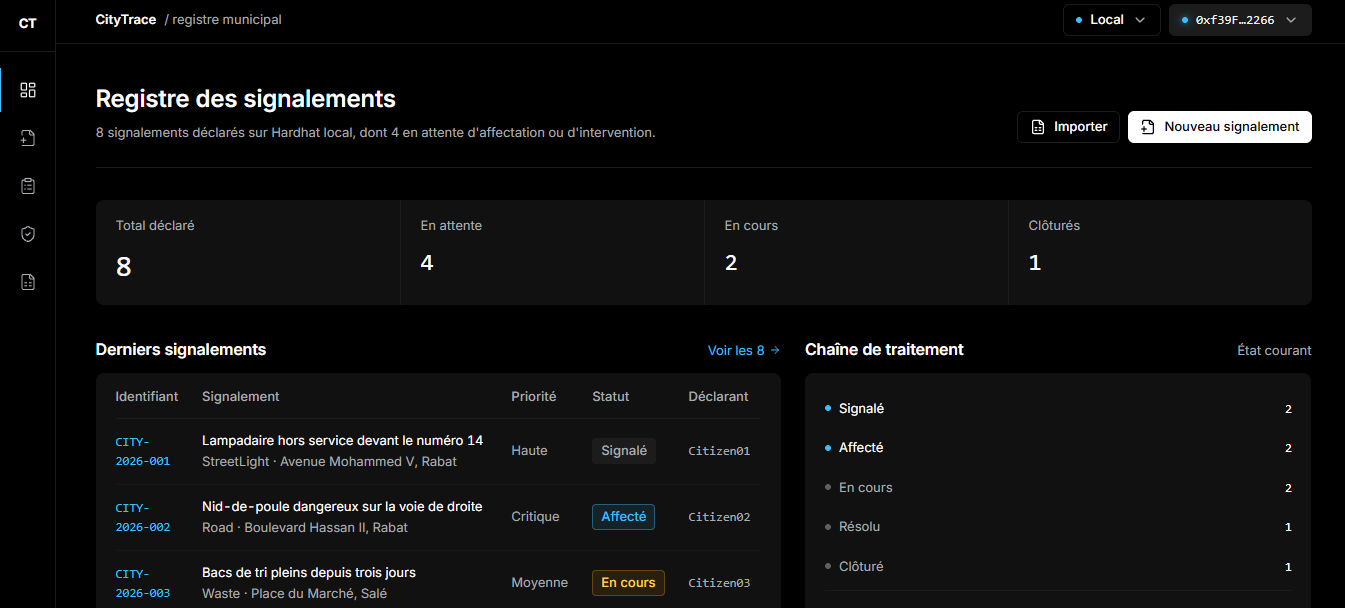 CT
CityTrace / registre municipal
Local
0xf39F…2266
Registre des signalements
8 signalements déclarés sur Hardhat local, dont 4 en attente d'affectation ou d'intervention.
Importer
Nouveau signalement
Total déclaré
8
En attente
4
En cours
2
Clôturés
1
Derniers signalements
Voir les 8 →
Identifiant Signalement Priorité Statut Déclarant
CITY-
2026-001
Lampadaire hors service devant le numéro 14
StreetLight · Avenue Mohammed V, Rabat
Haute
Signalé
Citizen01
CITY-
2026-002
Nid-de-poule dangereux sur la voie de droite
Road · Boulevard Hassan II, Rabat
Critique
Affecté
Citizen02
CITY-
2026-003
Bacs de tri pleins depuis trois jours
Waste · Place du Marché, Salé
Moyenne
En cours
Citizen03
Chaîne de traitement
État courant
Signalé 2
Affecté 2
En cours 2
Résolu 1
Clôturé 1